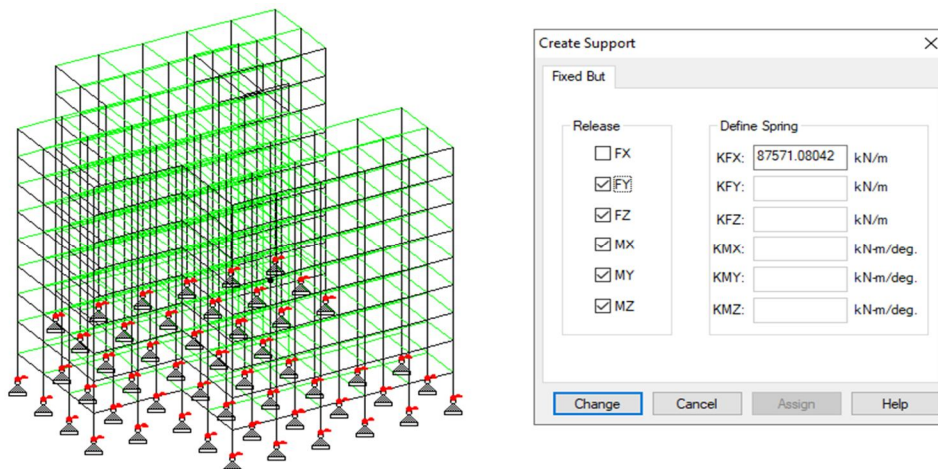 Create Support
Fixed But
Release
FX
FY
FZ
MX
MY
MZ
Define Spring
KFX: 87571.08042 kN/m
KFY: kN/m
KFZ: kN/m
KMX: kN-m/deg.
KMY: kN-m/deg.
KMZ: kN-m/deg.
Change Cancel Assign Help